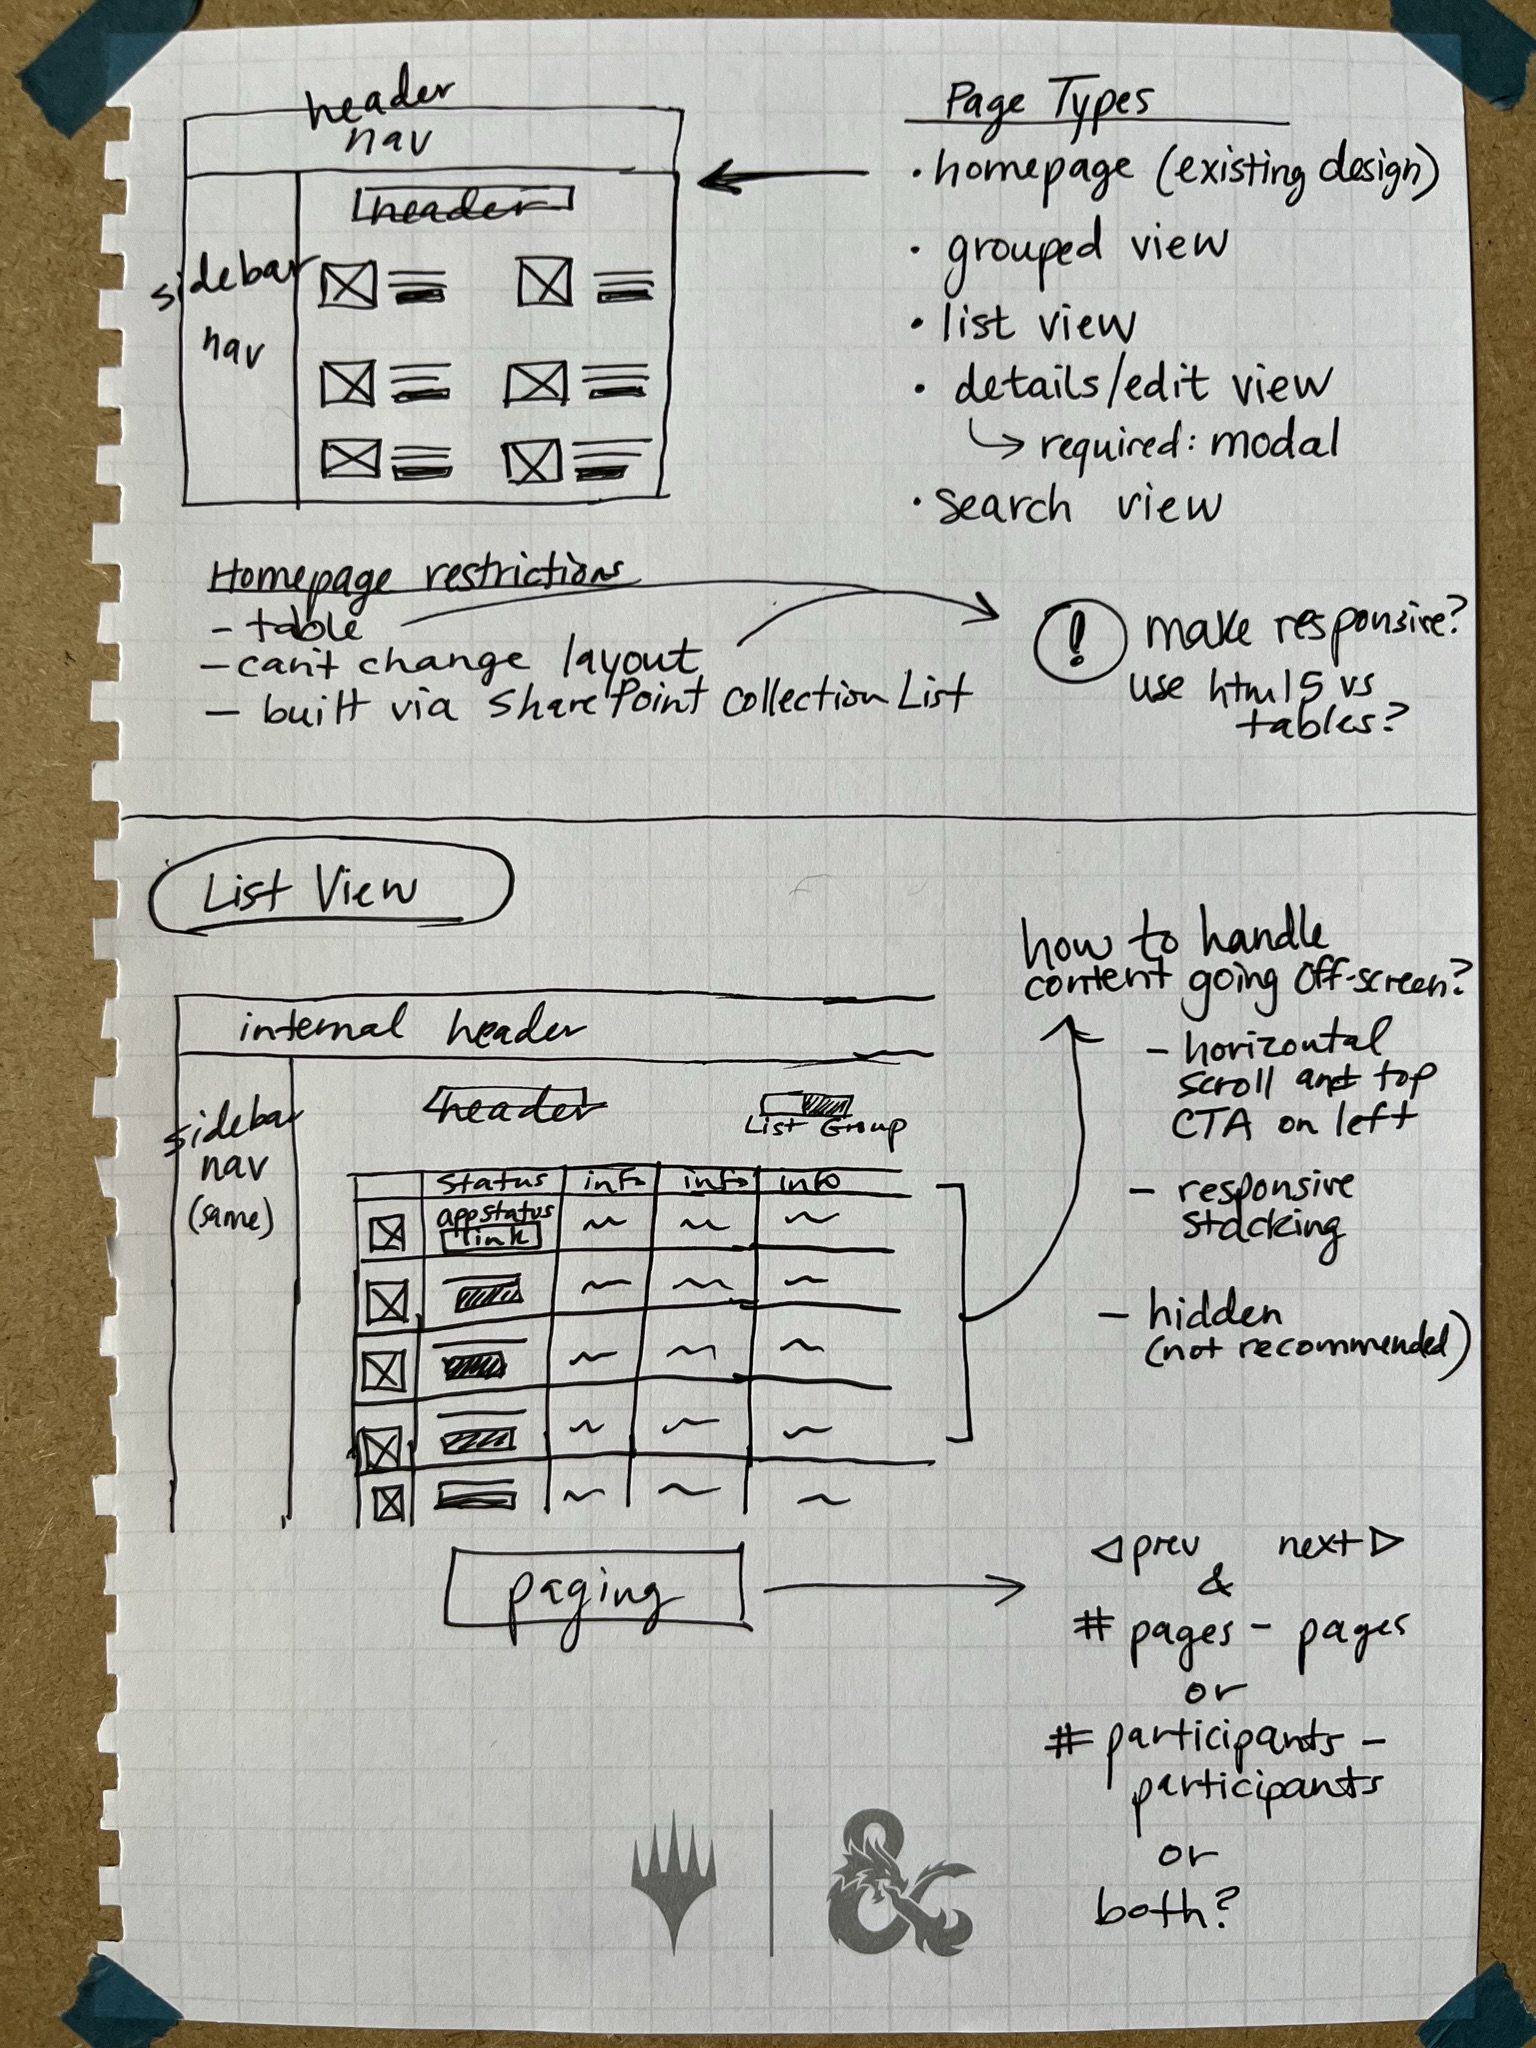 header
nav
header
sidebar
nav
Page Types
· homepage (existing design)
· grouped view
· list view
· details/edit view
↳ required: modal
· search view
Homepage restrictions
- table
- can't change layout
- built via SharePoint Collection List
! make responsive?
use html5 vs
tables?
List View
internal header
sidebar
nav
(same)
header
List Group
status info info info
app status
link
how to handle
content going off-screen?
- horizontal
scroll and top
CTA on left
- responsive
stacking
- hidden
(not recommended)
paging
◁ prev next ▷
&
# pages - pages
or
# participants -
participants
or
both?